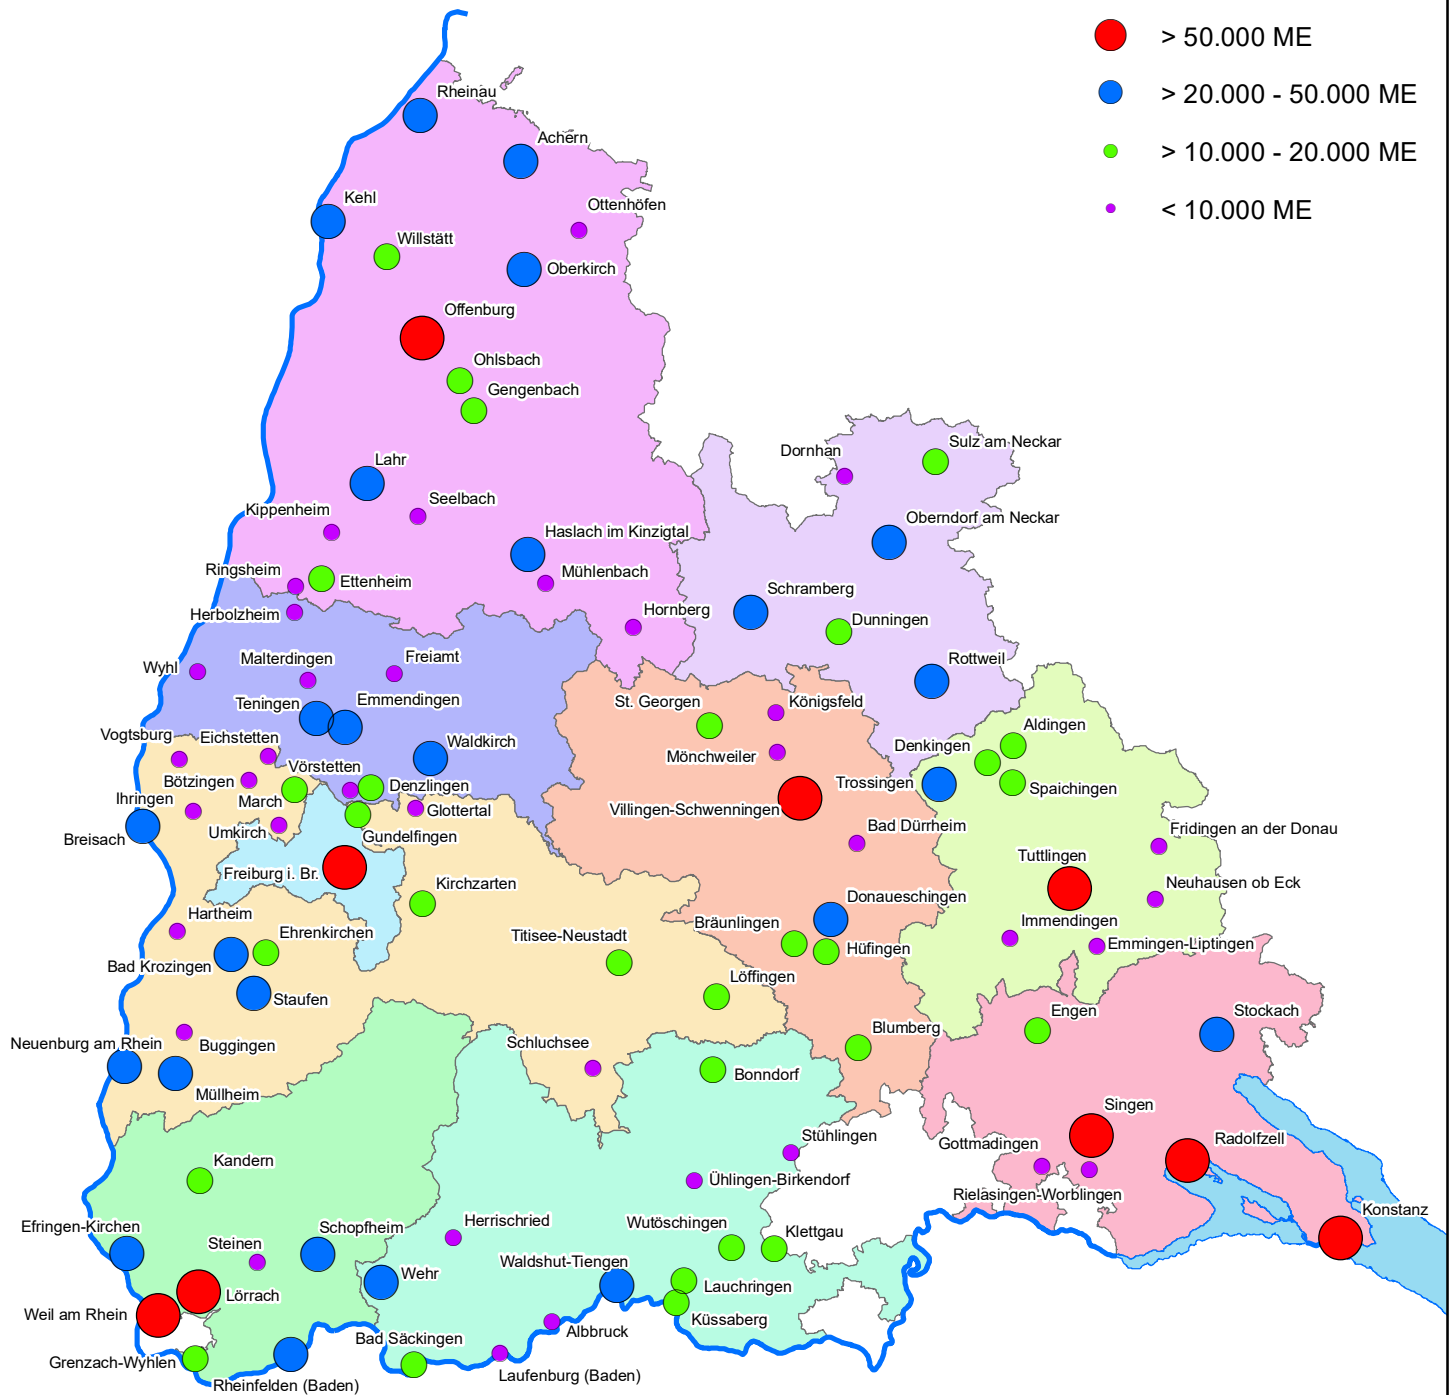 > 50.000 ME
> 20.000 - 50.000 ME
> 10.000 - 20.000 ME
< 10.000 ME
Rheinau
Achern
Kehl
Ottenhöfen
Willstätt
Oberkirch
Offenburg
Ohlsbach
Gengenbach
Sulz am Neckar
Dornhan
Lahr
Seelbach
Kippenheim
Oberndorf am Neckar
Haslach im Kinzigtal
Ringsheim
Ettenheim
Mühlenbach
Schramberg
Herbolzheim
Hornberg
Dunningen
Wyhl
Malterdingen
Freiamt
Rottweil
Teningen
Emmendingen
St. Georgen
Königsfeld
Aldingen
Vogtsburg
Eichstetten
Waldkirch
Mönchweiler
Denkingen
Bötzingen
Vörstetten
Denzlingen
Trossingen
Spaichingen
Ihringen
March
Glottertal
Villingen-Schwenningen
Breisach
Umkirch
Gundelfingen
Bad Dürrheim
Fridingen an der Donau
Freiburg i. Br.
Kirchzarten
Tuttlingen
Neuhausen ob Eck
Hartheim
Donaueschingen
Ehrenkirchen
Titisee-Neustadt
Bräunlingen
Hüfingen
Immendingen
Emmingen-Liptingen
Bad Krozingen
Staufen
Löffingen
Engen
Stockach
Neuenburg am Rhein
Buggingen
Schluchsee
Blumberg
Müllheim
Bonndorf
Singen
Stühlingen
Gottmadingen
Radolfzell
Kandern
Ühlingen-Birkendorf
Rielasingen-Worblingen
Efringen-Kirchen
Schopfheim
Herrischried
Wutöschingen
Klettgau
Konstanz
Steinen
Wehr
Waldshut-Tiengen
Lörrach
Lauchringen
Weil am Rhein
Küssaberg
Bad Säckingen
Albbruck
Grenzach-Wyhlen
Rheinfelden (Baden)
Laufenburg (Baden)